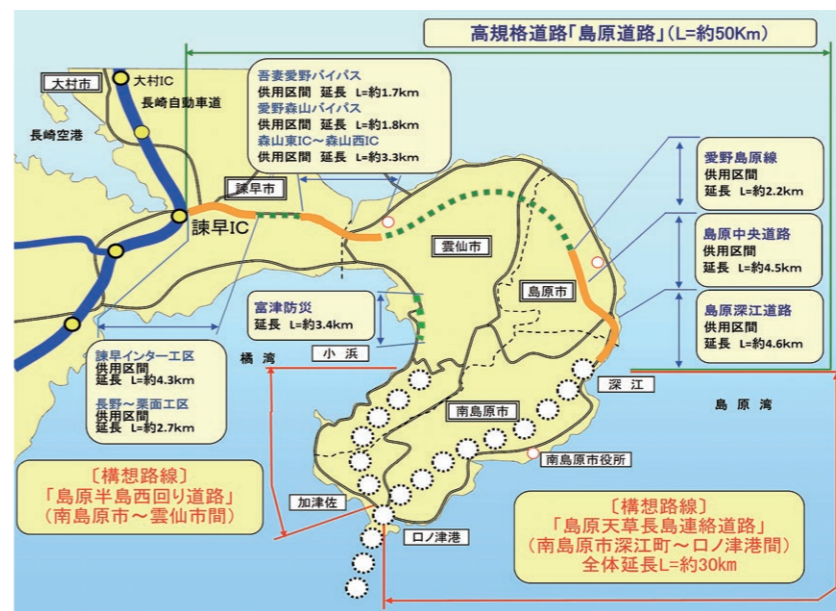 高規格道路｢島原道路｣(L=約50Km)
大村市
大村IC
長崎自動車道
長崎空港
吾妻愛野バイパス
供用区間 延長 L=約1.7km
愛野森山バイパス
供用区間 延長 L=約1.8km
森山東IC～森山西IC
供用区間 延長 L=約3.3km
愛野島原線
供用区間
延長 L=約2.2km
諫早市
諫早IC
雲仙市
島原市
島原中央道路
供用区間
延長 L=約4.5km
富津防災
延長 L=約3.4km
島原深江道路
供用区間
延長 L=約4.6km
諫早インター工区
供用区間
延長 L=約4.3km
長野～栗面工区
供用区間
延長 L=約2.7km
橘湾
小浜
深江
島原湾
南島原市
南島原市役所
〔構想路線〕
｢島原半島西回り道路｣
(南島原市～雲仙市間)
加津佐
口ノ津港
〔構想路線〕
｢島原天草長島連絡道路｣
(南島原市深江町～口ノ津港間)
全体延長L=約30km